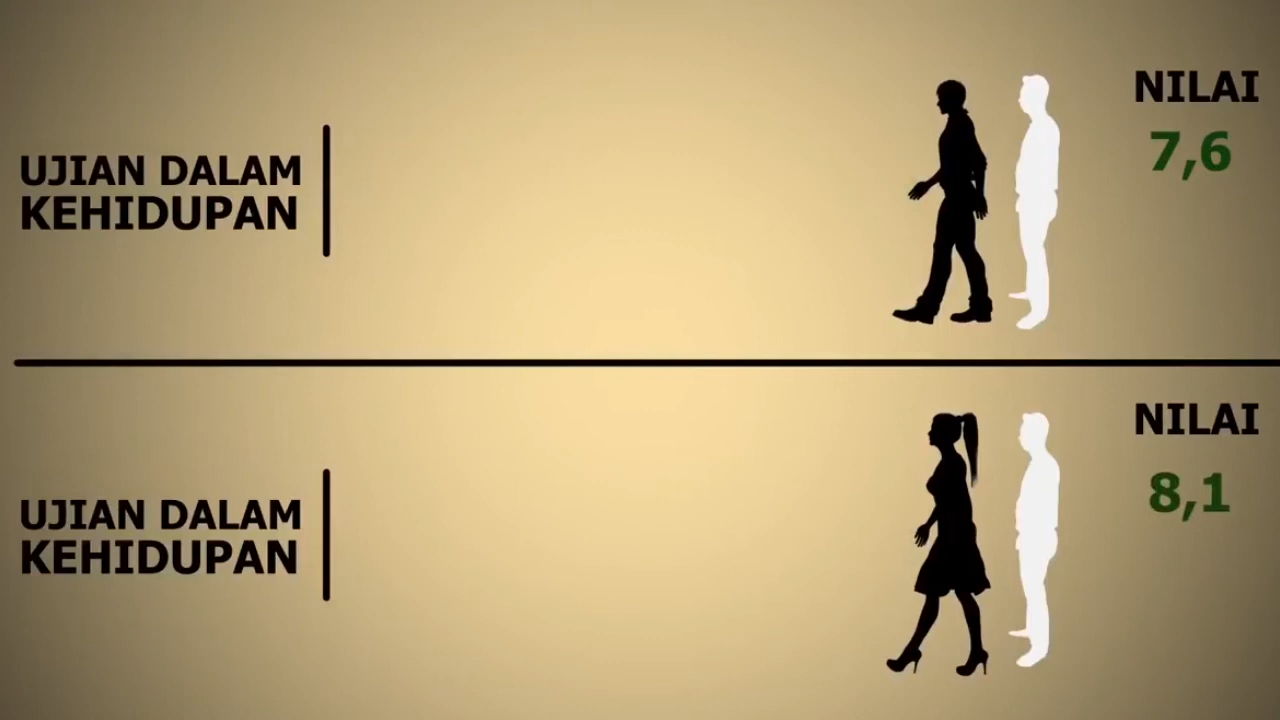 NILAI
7,6
UJIAN DALAM
KEHIDUPAN
NILAI
8,1
UJIAN DALAM
KEHIDUPAN